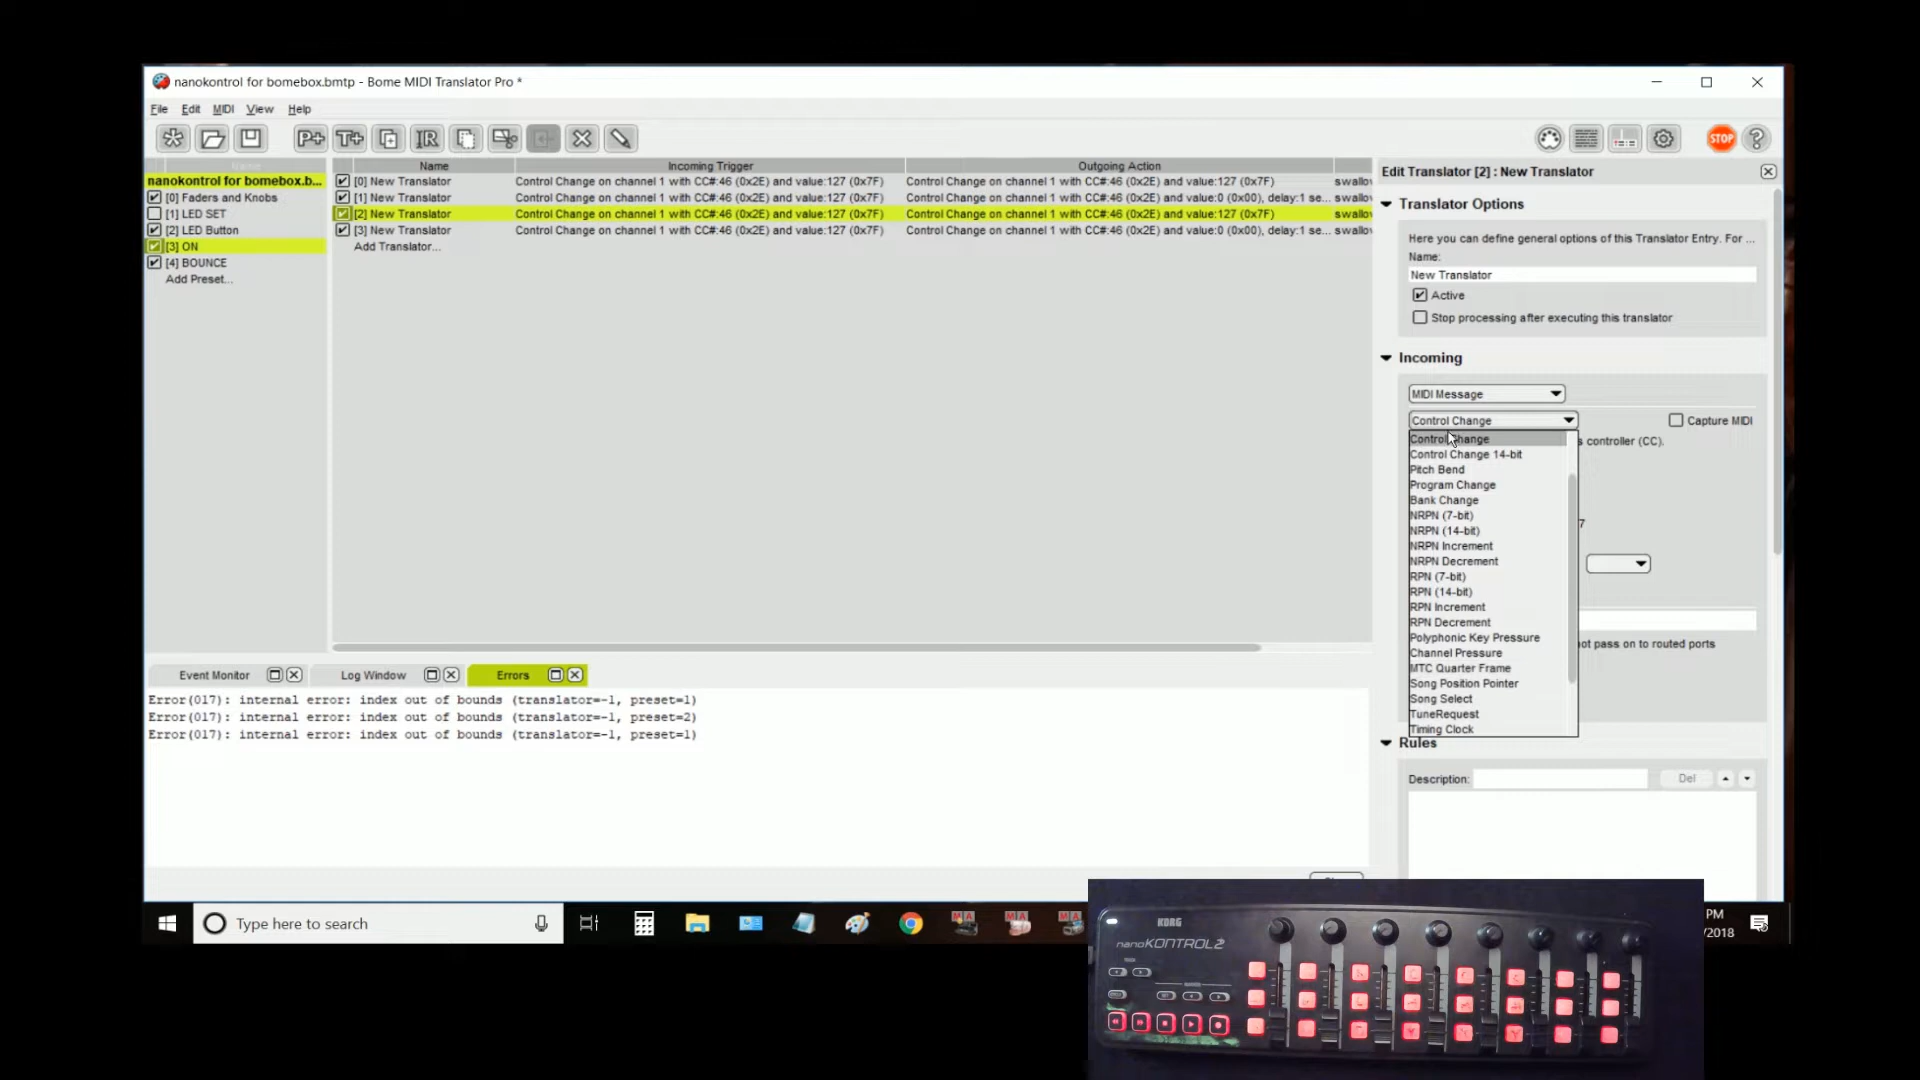 nanokontrol for bomebox.bmtp - Bome MIDI Translator Pro *
File Edit MIDI View Help
P+ T+ IR STOP ?
Name
nanokontrol for bomebox.b...
[0] Faders and Knobs
[1] LED SET
[2] LED Button
[3] ON
[4] BOUNCE
Add Preset...
Name Incoming Trigger Outgoing Action
[0] New Translator Control Change on channel 1 with CC#:46 (0x2E) and value:127 (0x7F) Control Change on channel 1 with CC#:46 (0x2E) and value:127 (0x7F) swallow
[1] New Translator Control Change on channel 1 with CC#:46 (0x2E) and value:127 (0x7F) Control Change on channel 1 with CC#:46 (0x2E) and value:0 (0x00), delay:1 se... swallow
[2] New Translator Control Change on channel 1 with CC#:46 (0x2E) and value:127 (0x7F) Control Change on channel 1 with CC#:46 (0x2E) and value:127 (0x7F) swallow
[3] New Translator Control Change on channel 1 with CC#:46 (0x2E) and value:127 (0x7F) Control Change on channel 1 with CC#:46 (0x2E) and value:0 (0x00), delay:1 se... swallow
Add Translator...
Edit Translator [2] : New Translator
Translator Options
Here you can define general options of this Translator Entry. For ...
Name:
New Translator
Active
Stop processing after executing this translator
Incoming
MIDI Message
Control Change Capture MIDI
Control Change s controller (CC).
Control Change 14-bit
Pitch Bend
Program Change
Bank Change
NRPN (7-bit) 7
NRPN (14-bit)
NRPN Increment
NRPN Decrement
RPN (7-bit)
RPN (14-bit)
RPN Increment
RPN Decrement
Polyphonic Key Pressure not pass on to routed ports
Channel Pressure
MTC Quarter Frame
Song Position Pointer
Song Select
TuneRequest
Timing Clock
Rules
Description: Del
Event Monitor Log Window Errors
Error(017): internal error: index out of bounds (translator=-1, preset=1)
Error(017): internal error: index out of bounds (translator=-1, preset=2)
Error(017): internal error: index out of bounds (translator=-1, preset=1)
Type here to search
PM
/2018
KORG
nanoKONTROL2